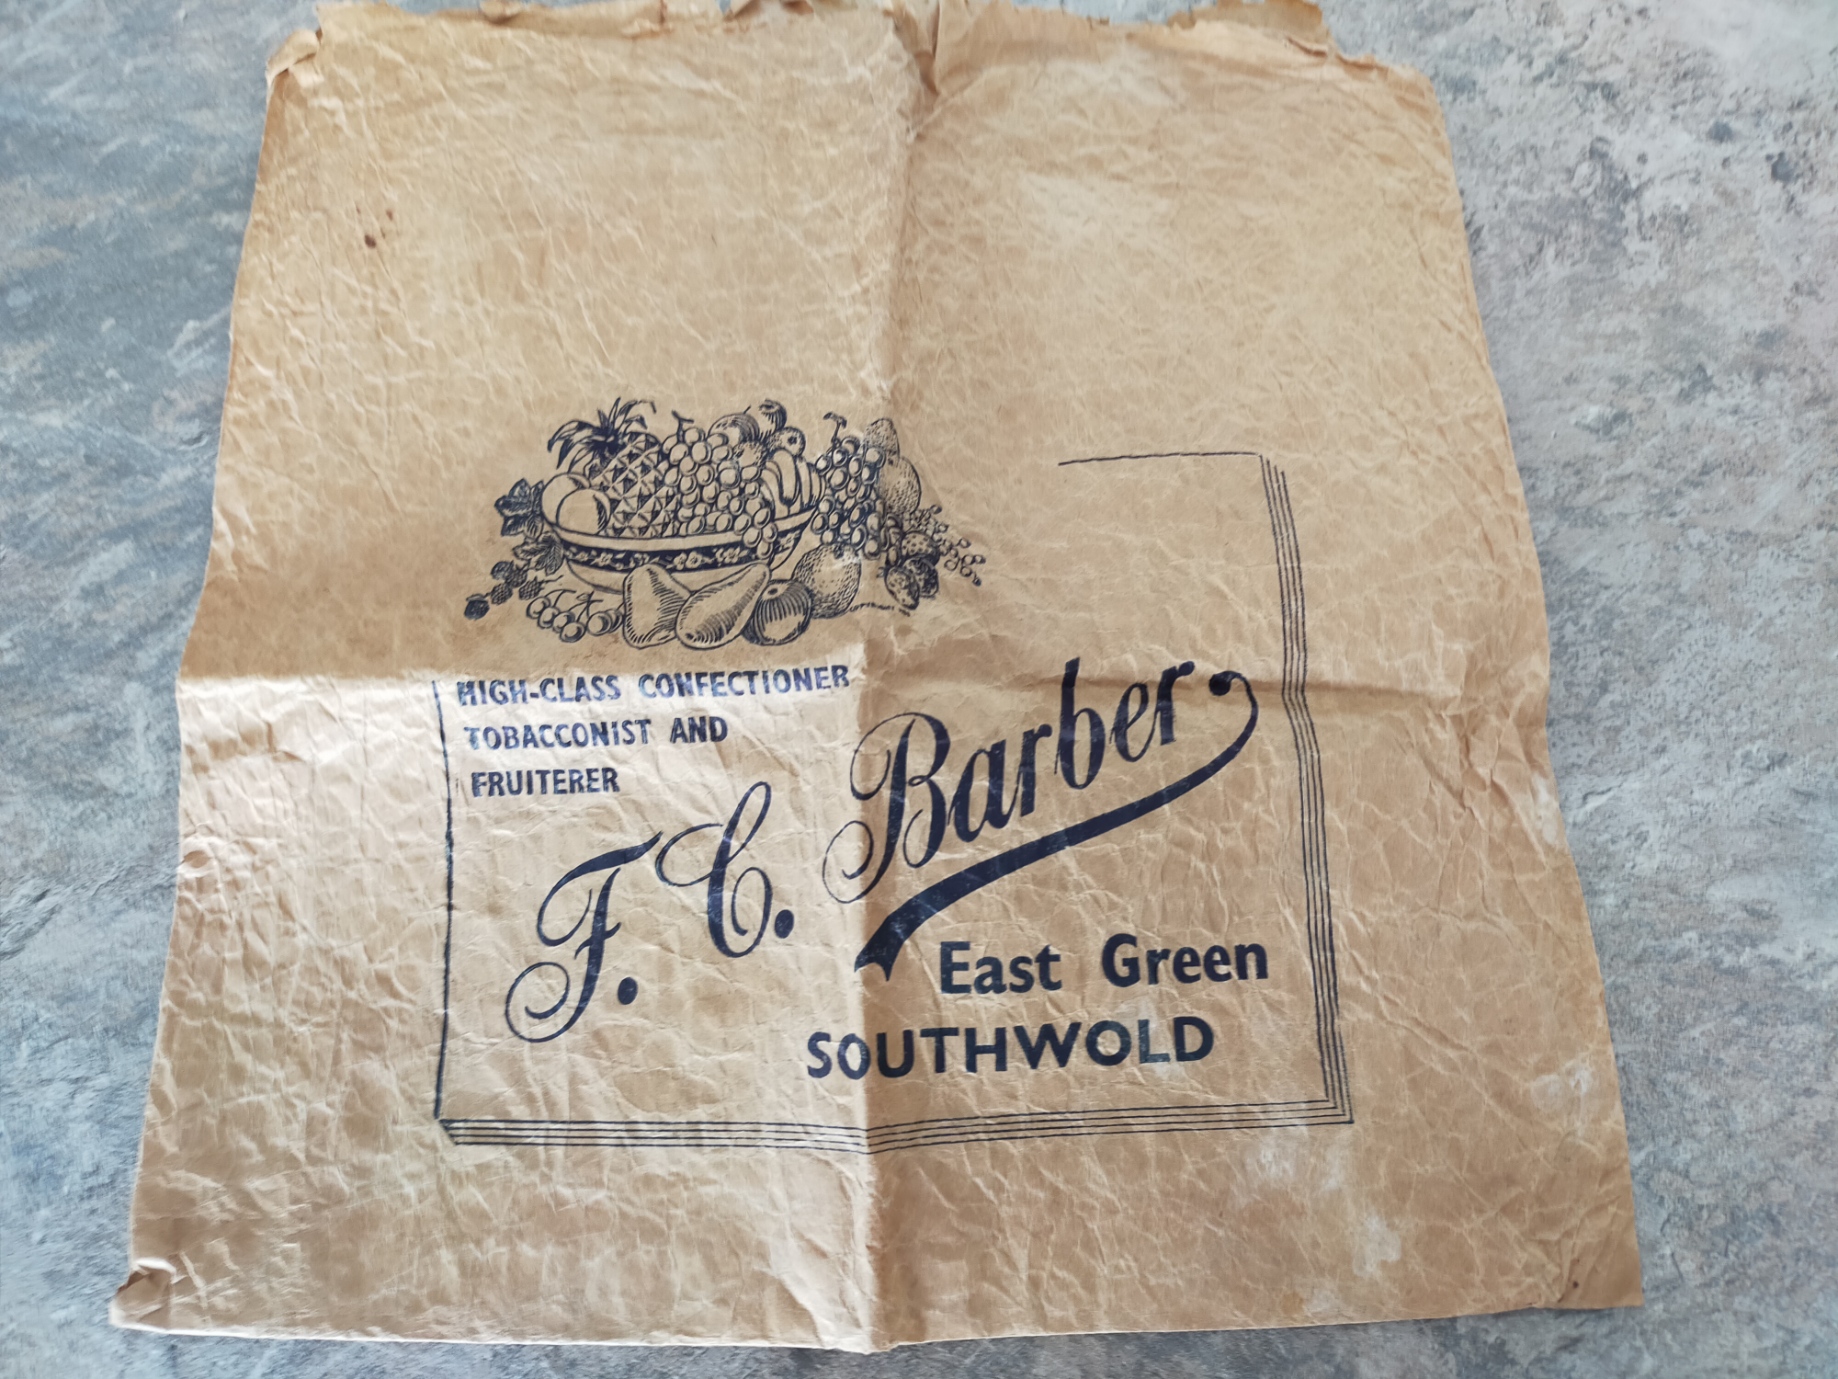 HIGH-CLASS CONFECTIONER
TOBACCONIST AND
FRUITERER
F. C. Barber
East Green
SOUTHWOLD